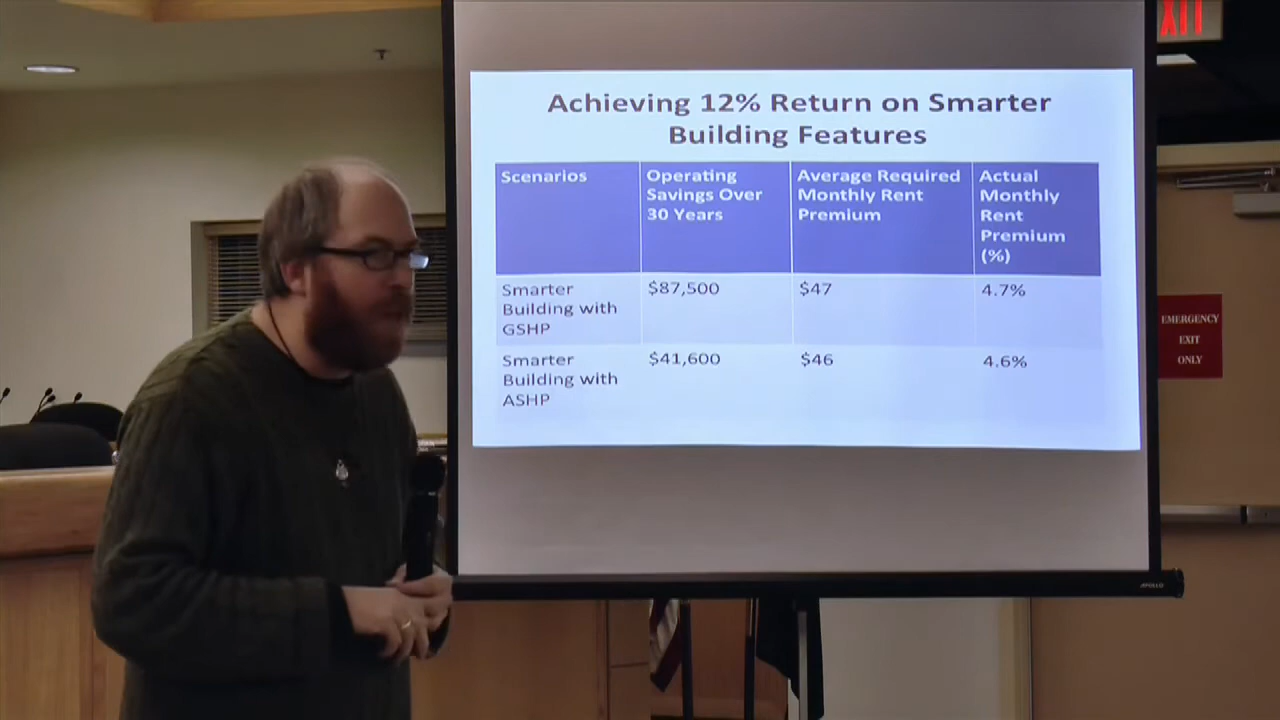 EXIT
Achieving 12% Return on Smarter
Building Features
Scenarios
Operating
Savings Over
30 Years
Average Required
Monthly Rent
Premium
Actual
Monthly
Rent
Premium
(%)
Smarter
Building with
GSHP
$87,500
$47
4.7%
Smarter
Building with
ASHP
$41,600
$46
4.6%
EMERGENCY
EXIT
ONLY
APOLLO